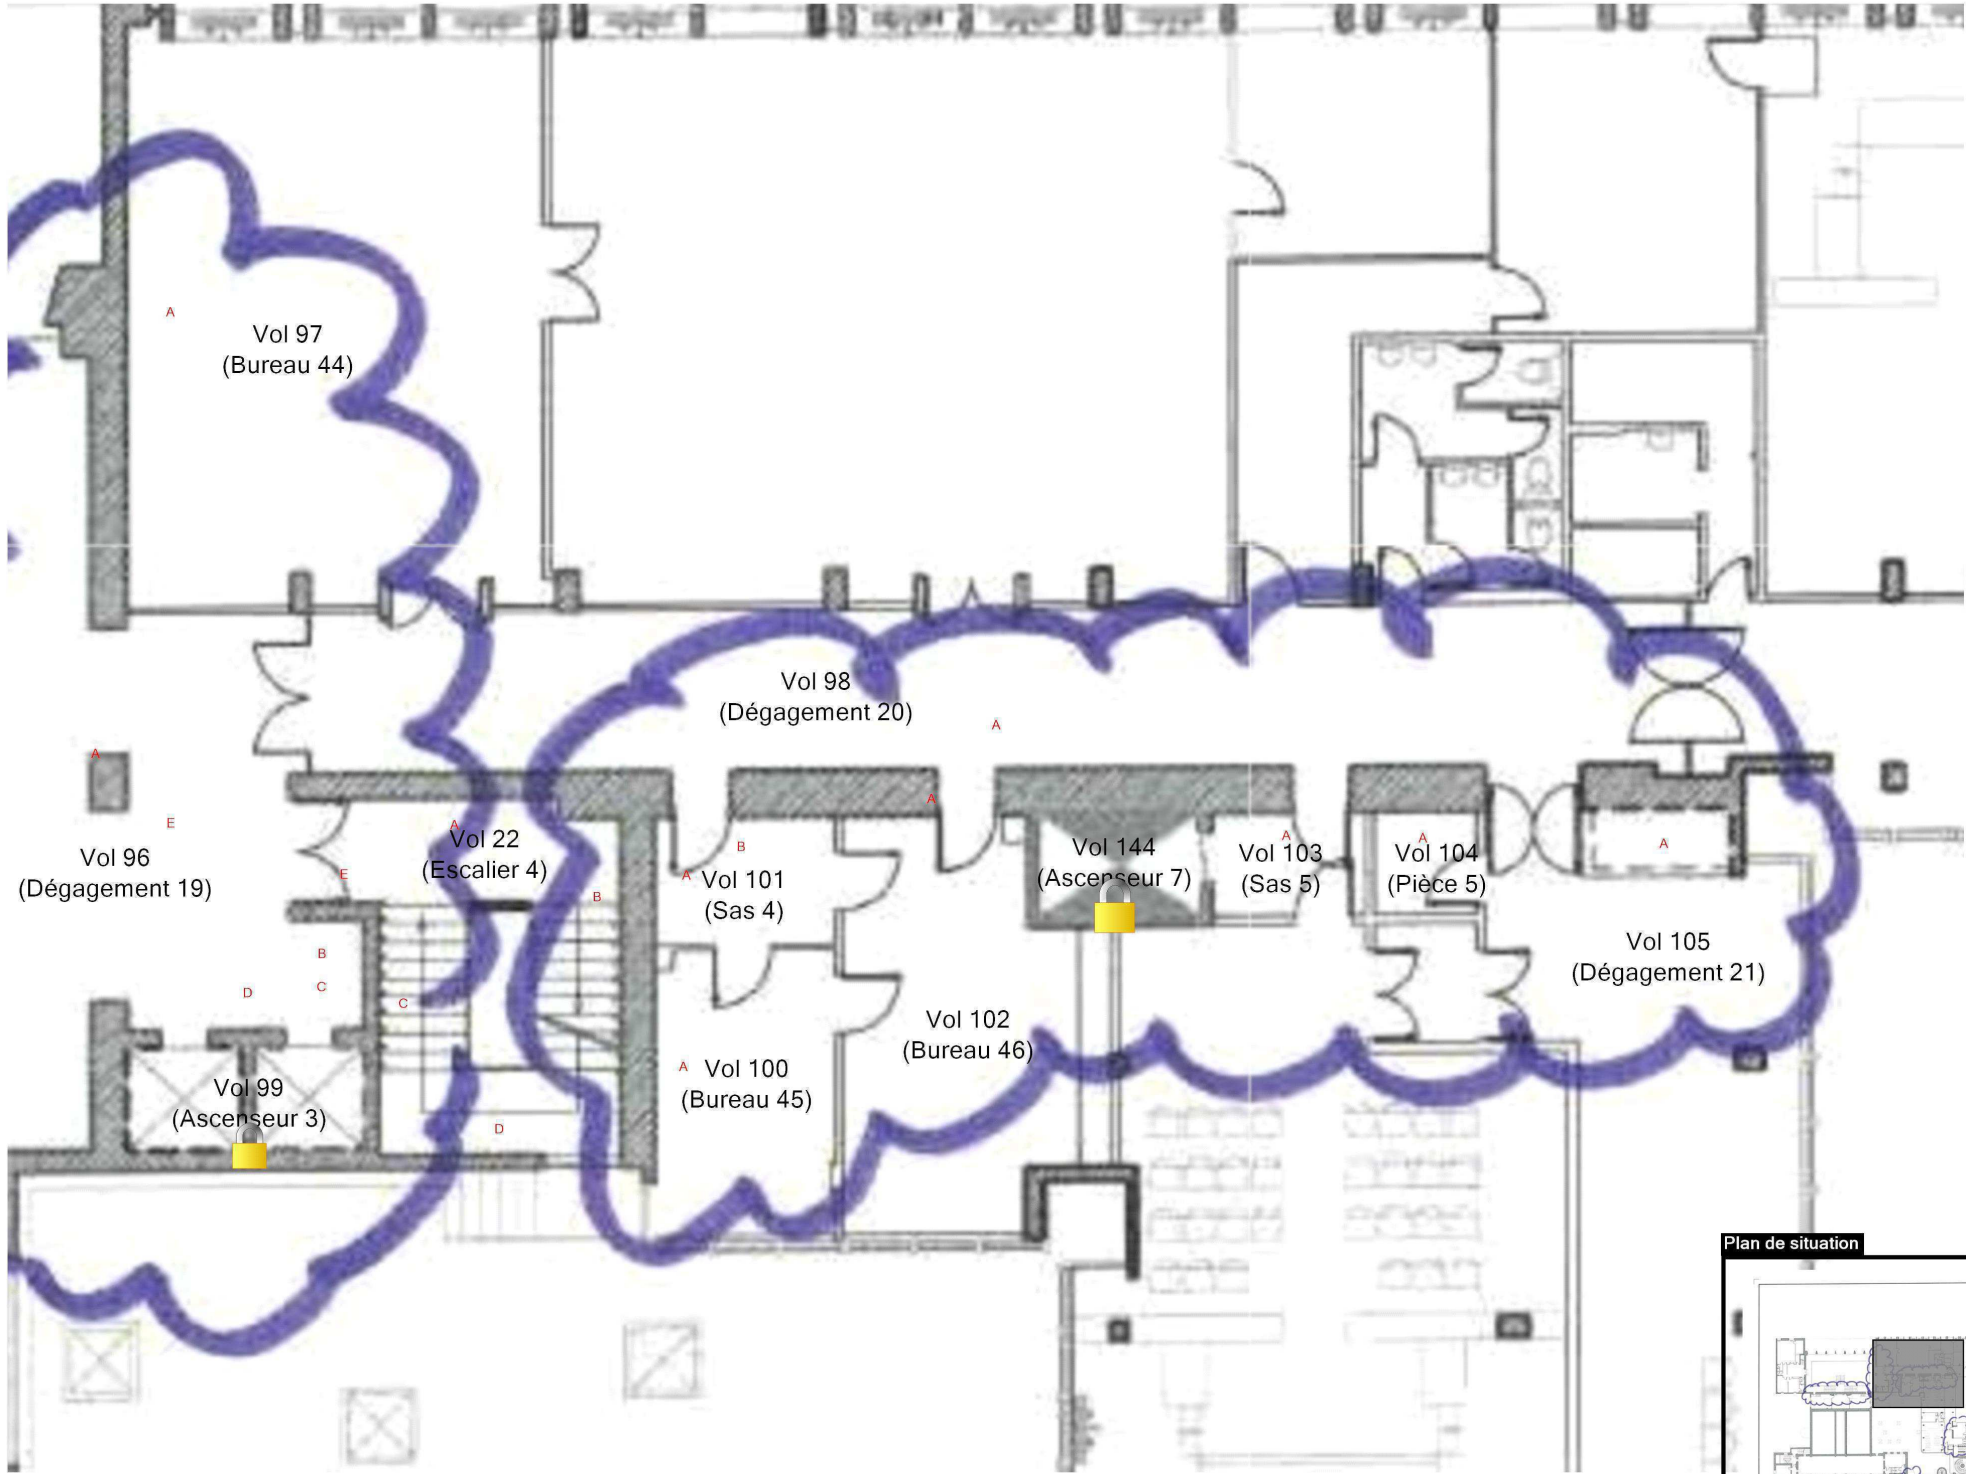 A
Vol 97
(Bureau 44)
Vol 98
(Dégagement 20)
A
A
E
Vol 96
(Dégagement 19)
E
A
Vol 22
(Escalier 4)
B
A
B
Vol 101
(Sas 4)
A
Vol 144
(Ascenseur 7)
A
Vol 103
(Sas 5)
A
Vol 104
(Pièce 5)
A
B
C
D
C
Vol 105
(Dégagement 21)
Vol 102
(Bureau 46)
A
Vol 100
(Bureau 45)
Vol 99
(Ascenseur 3)
D
Plan de situation